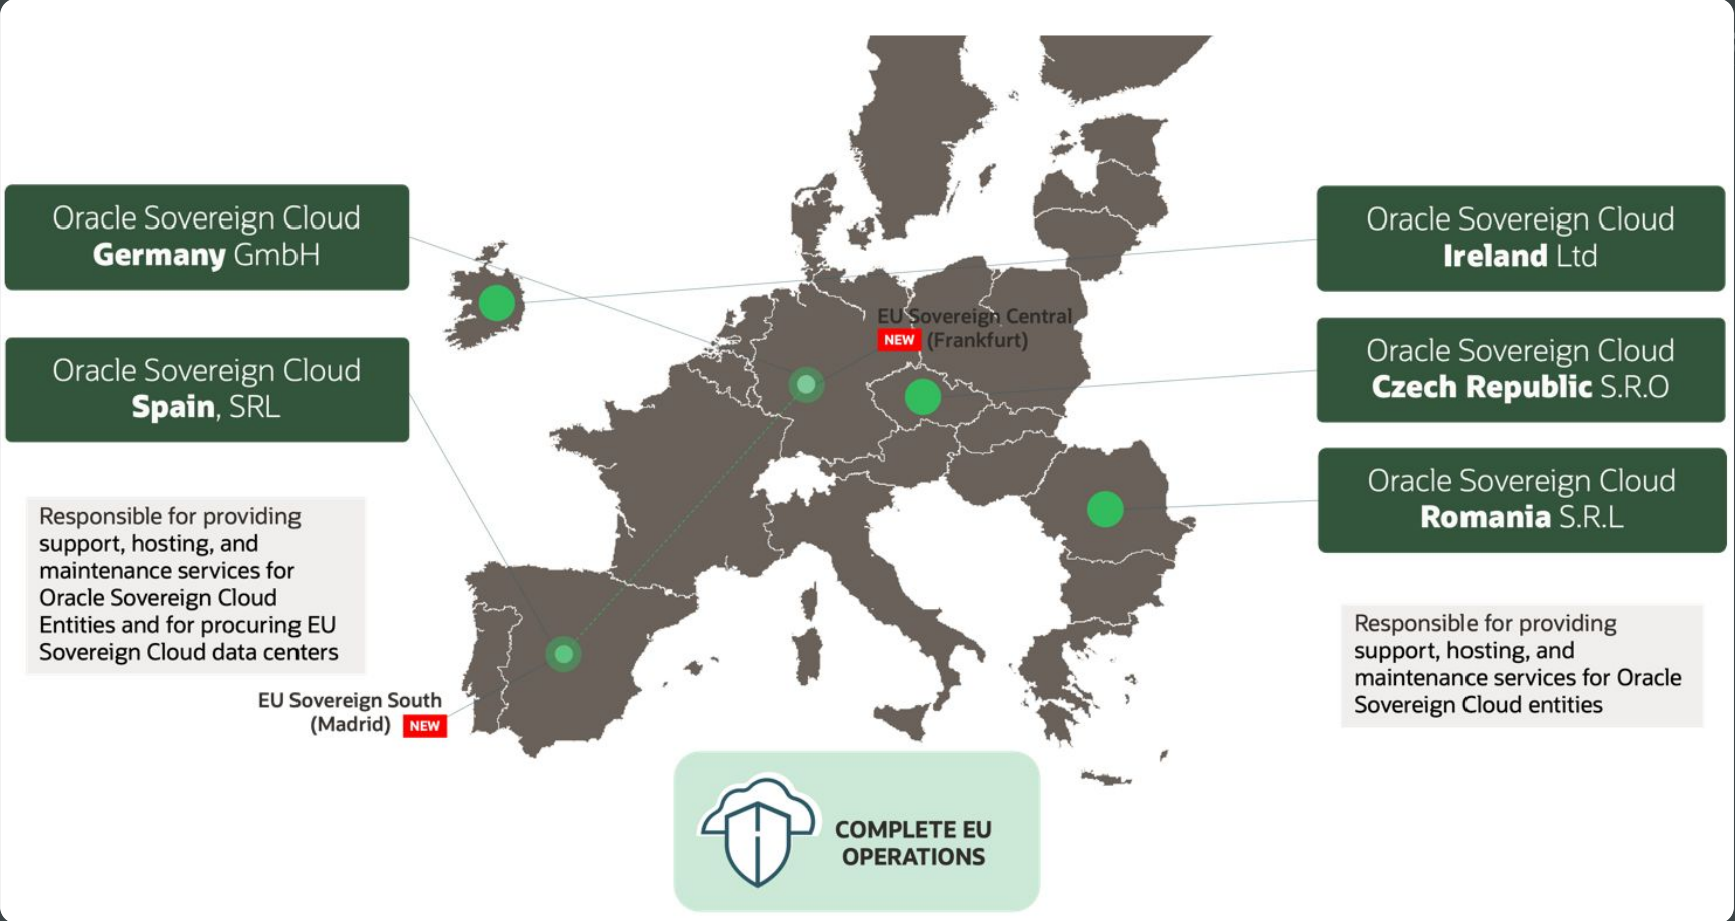 Oracle Sovereign Cloud
Germany GmbH
Oracle Sovereign Cloud
Spain, SRL
Responsible for providing
support, hosting, and
maintenance services for
Oracle Sovereign Cloud
Entities and for procuring EU
Sovereign Cloud data centers
EU Sovereign South
(Madrid) NEW
EU Sovereign Central
NEW (Frankfurt)
Oracle Sovereign Cloud
Ireland Ltd
Oracle Sovereign Cloud
Czech Republic S.R.O
Oracle Sovereign Cloud
Romania S.R.L
Responsible for providing
support, hosting, and
maintenance services for Oracle
Sovereign Cloud entities
COMPLETE EU
OPERATIONS